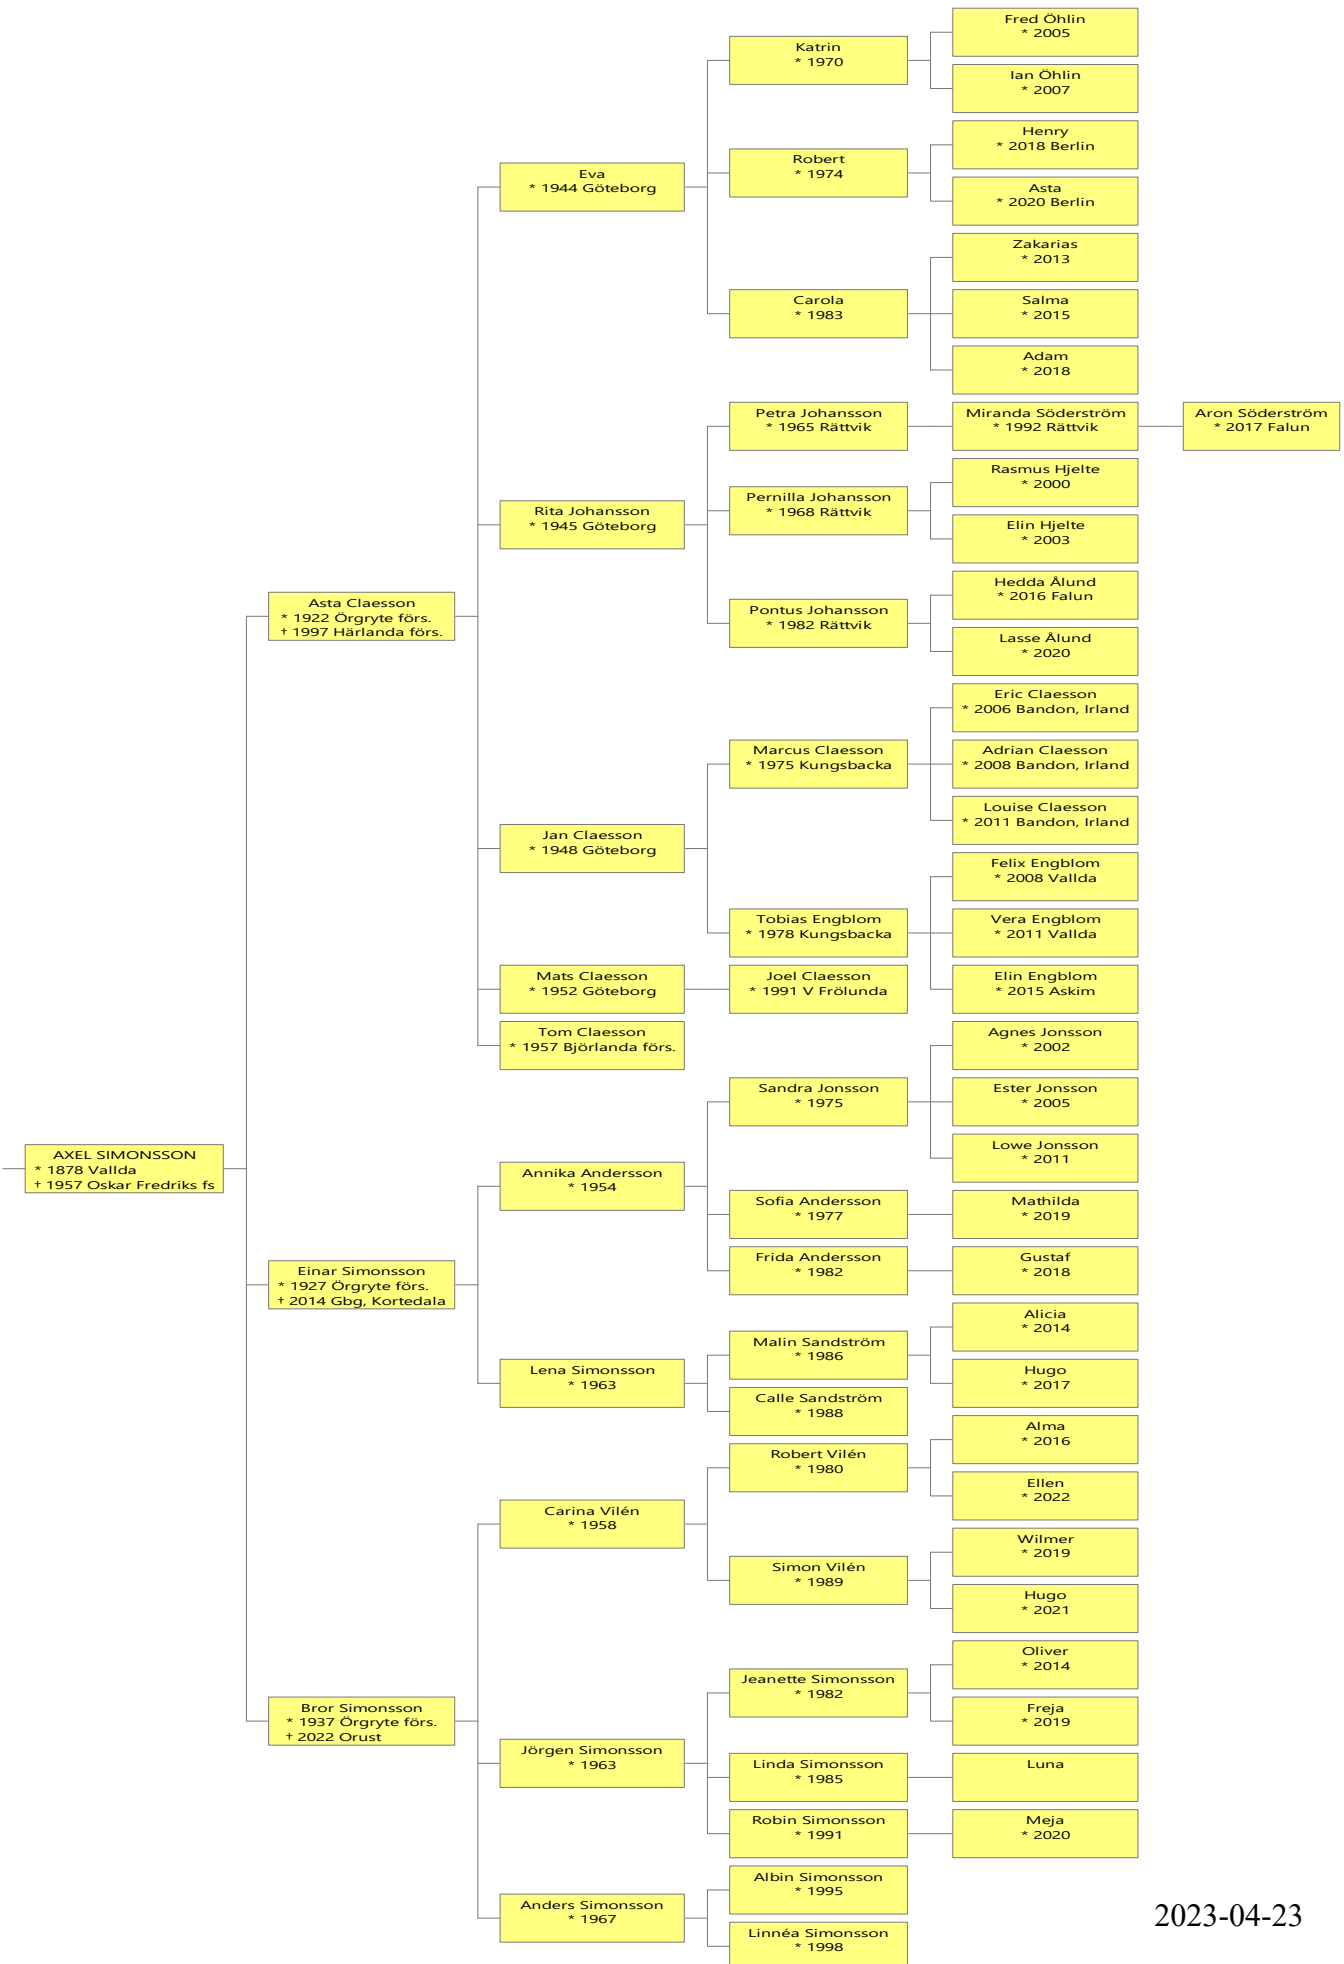 Fred Öhlin
* 2005
Katrin
* 1970
Ian Öhlin
* 2007
Henry
* 2018 Berlin
Robert
* 1974
Eva
* 1944 Göteborg
Asta
* 2020 Berlin
Zakarias
* 2013
Carola
* 1983
Salma
* 2015
Adam
* 2018
Petra Johansson
* 1965 Rättvik
Miranda Söderström
* 1992 Rättvik
Aron Söderström
* 2017 Falun
Rasmus Hjelte
* 2000
Pernilla Johansson
* 1968 Rättvik
Rita Johansson
* 1945 Göteborg
Elin Hjelte
* 2003
Hedda Ålund
* 2016 Falun
Asta Claesson
* 1922 Örgryte förs.
† 1997 Härlanda förs.
Pontus Johansson
* 1982 Rättvik
Lasse Ålund
* 2020
Eric Claesson
* 2006 Bandon, Irland
Marcus Claesson
* 1975 Kungsbacka
Adrian Claesson
* 2008 Bandon, Irland
Louise Claesson
* 2011 Bandon, Irland
Jan Claesson
* 1948 Göteborg
Felix Engblom
* 2008 Vallda
Tobias Engblom
* 1978 Kungsbacka
Vera Engblom
* 2011 Vallda
Mats Claesson
* 1952 Göteborg
Joel Claesson
* 1991 V Frölunda
Elin Engblom
* 2015 Askim
Tom Claesson
* 1957 Björlanda förs.
Agnes Jonsson
* 2002
Sandra Jonsson
* 1975
Ester Jonsson
* 2005
Lowe Jonsson
* 2011
AXEL SIMONSSON
* 1878 Vallda
† 1957 Oskar Fredriks fs
Annika Andersson
* 1954
Sofia Andersson
* 1977
Mathilda
* 2019
Frida Andersson
* 1982
Gustaf
* 2018
Einar Simonsson
* 1927 Örgryte förs.
† 2014 Gbg, Kortedala
Alicia
* 2014
Malin Sandström
* 1986
Lena Simonsson
* 1963
Hugo
* 2017
Calle Sandström
* 1988
Alma
* 2016
Robert Vilén
* 1980
Ellen
* 2022
Carina Vilén
* 1958
Wilmer
* 2019
Simon Vilén
* 1989
Hugo
* 2021
Oliver
* 2014
Jeanette Simonsson
* 1982
Freja
* 2019
Bror Simonsson
* 1937 Örgryte förs.
† 2022 Orust
Jörgen Simonsson
* 1963
Linda Simonsson
* 1985
Luna
Robin Simonsson
* 1991
Meja
* 2020
Albin Simonsson
* 1995
Anders Simonsson
* 1967
Linnéa Simonsson
* 1998
2023-04-23